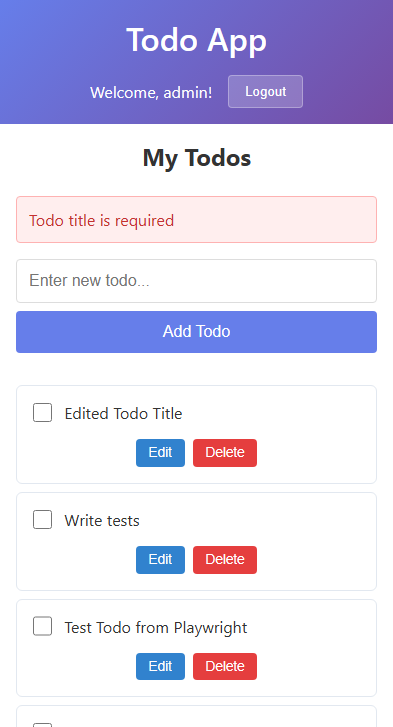 Todo App
Welcome, admin! Logout
My Todos
Todo title is required
Enter new todo...
Add Todo
Edited Todo Title
Edit Delete
Write tests
Edit Delete
Test Todo from Playwright
Edit Delete